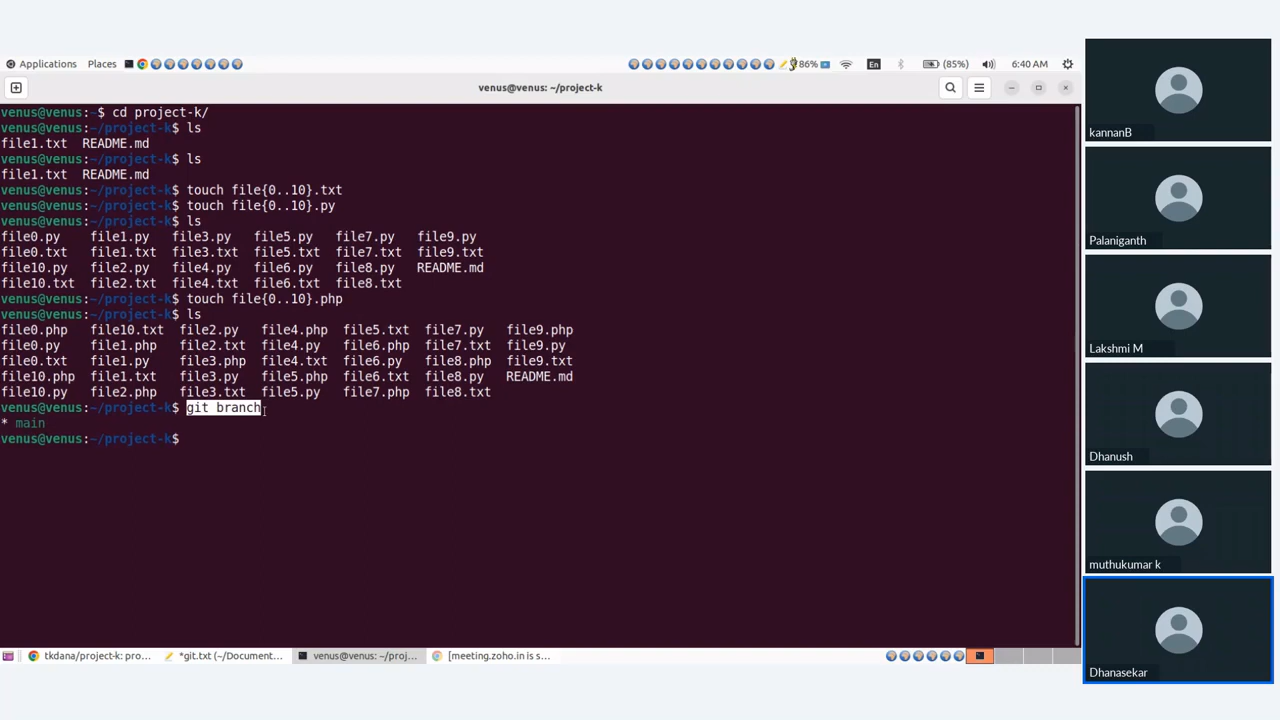 Applications Places 86% En (85%) 6:40 AM
venus@venus: ~/project-k
venus@venus:~$ cd project-k/
venus@venus:~/project-k$ ls
file1.txt README.md
venus@venus:~/project-k$ ls
file1.txt README.md
venus@venus:~/project-k$ touch file{0..10}.txt
venus@venus:~/project-k$ touch file{0..10}.py
venus@venus:~/project-k$ ls
file0.py file1.py file3.py file5.py file7.py file9.py
file0.txt file1.txt file3.txt file5.txt file7.txt file9.txt
file10.py file2.py file4.py file6.py file8.py README.md
file10.txt file2.txt file4.txt file6.txt file8.txt
venus@venus:~/project-k$ touch file{0..10}.php
venus@venus:~/project-k$ ls
file0.php file10.txt file2.py file4.php file5.txt file7.py file9.php
file0.py file1.php file2.txt file4.py file6.php file7.txt file9.py
file0.txt file1.py file3.php file4.txt file6.py file8.php file9.txt
file10.php file1.txt file3.py file5.php file6.txt file8.py README.md
file10.py file2.php file3.txt file5.py file7.php file8.txt
venus@venus:~/project-k$ git branch
* main
venus@venus:~/project-k$
tkdana/project-k: pro... *git.txt (~/Document... venus@venus: ~/proj... [meeting.zoho.in is s...
kannanB
Palaniganth
Lakshmi M
Dhanush
muthukumar k
Dhanasekar